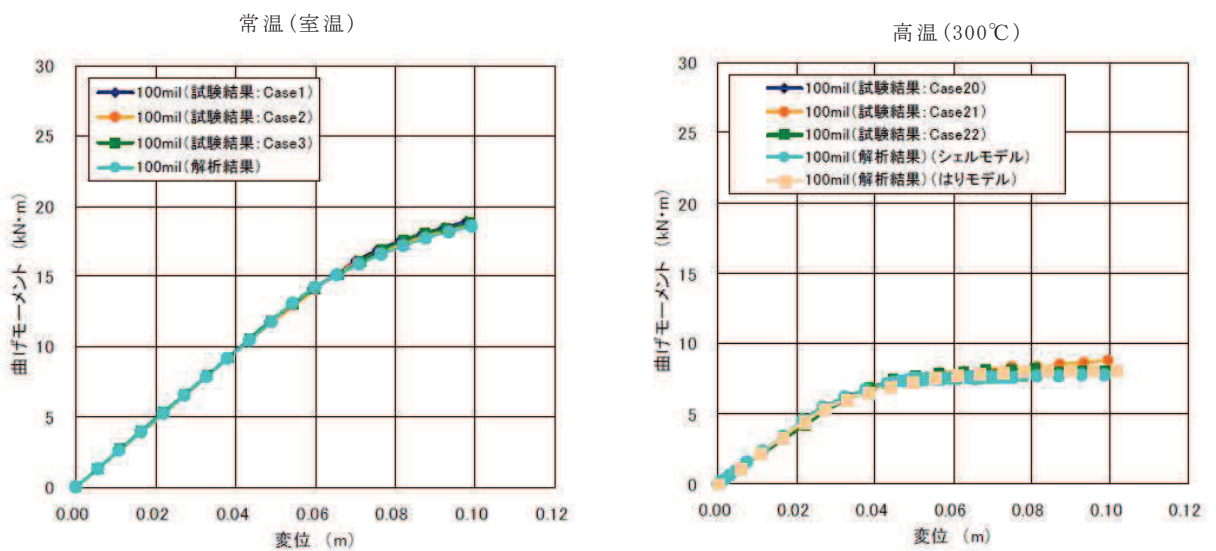 常温(室温)
30
25
20
15
10
5
0
曲げモーメント (kN・m)
100mil(試験結果:Case1)
100mil(試験結果:Case2)
100mil(試験結果:Case3)
100mil(解析結果)
0.00 0.02 0.04 0.06 0.08 0.10 0.12
変位 (m)
高温(300℃)
30
25
20
15
10
5
0
曲げモーメント (kN・m)
100mil(試験結果:Case20)
100mil(試験結果:Case21)
100mil(試験結果:Case22)
100mil(解析結果)(シェルモデル)
100mil(解析結果)(はりモデル)
0.00 0.02 0.04 0.06 0.08 0.10 0.12
変位 (m)